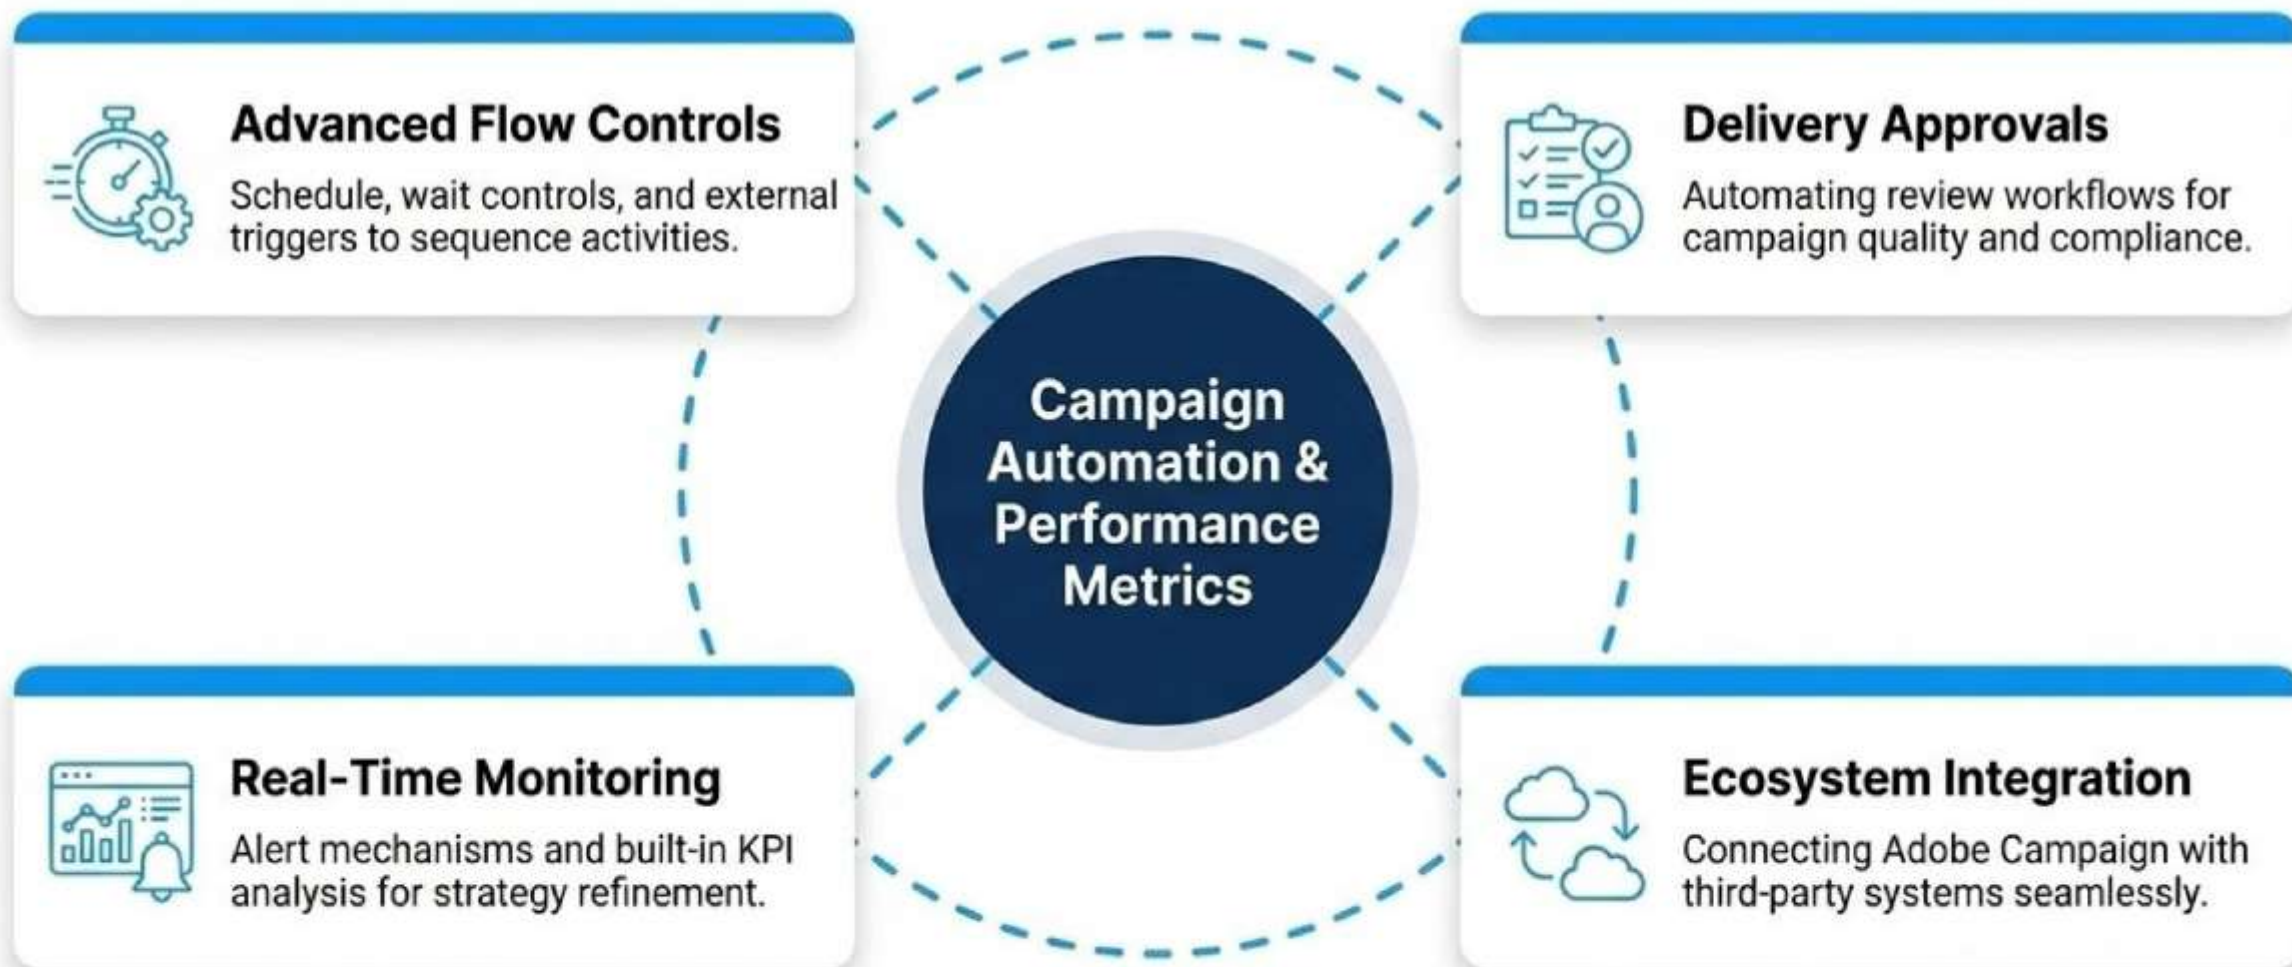 Advanced Flow Controls
Schedule, wait controls, and external
triggers to sequence activities.
Delivery Approvals
Automating review workflows for
campaign quality and compliance.
Campaign
Automation &
Performance
Metrics
Real-Time Monitoring
Alert mechanisms and built-in KPI
analysis for strategy refinement.
Ecosystem Integration
Connecting Adobe Campaign with
third-party systems seamlessly.